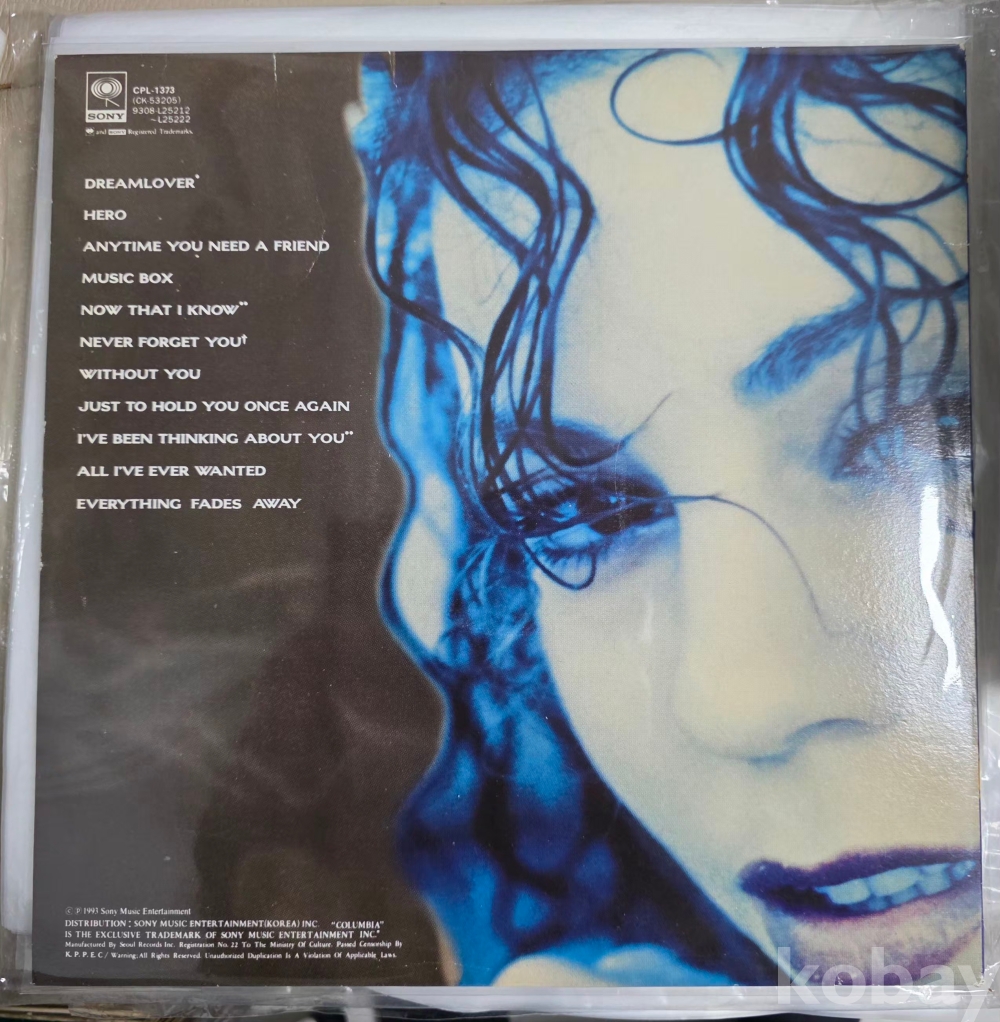 SONY
CPL-1373
(CK-53205)
9308-L25212
~L25222
and SONY Registered Trademarks.
DREAMLOVER*
HERO
ANYTIME YOU NEED A FRIEND
MUSIC BOX
NOW THAT I KNOW**
NEVER FORGET YOU†
WITHOUT YOU
JUST TO HOLD YOU ONCE AGAIN
I'VE BEEN THINKING ABOUT YOU**
ALL I'VE EVER WANTED
EVERYTHING FADES AWAY
© ℗ 1993 Sony Music Entertainment
DISTRIBUTION : SONY MUSIC ENTERTAINMENT(KOREA) INC. "COLUMBIA"
IS THE EXCLUSIVE TRADEMARK OF SONY MUSIC ENTERTAINMENT INC."
Manufactured By Seoul Records Inc. Registration No. 22 To The Ministry Of Culture. Passed Censorship By
K. P. P. E. C / Warning; All Rights Reserved. Unauthorized Duplication Is A Violation Of Applicable Laws.
kobay